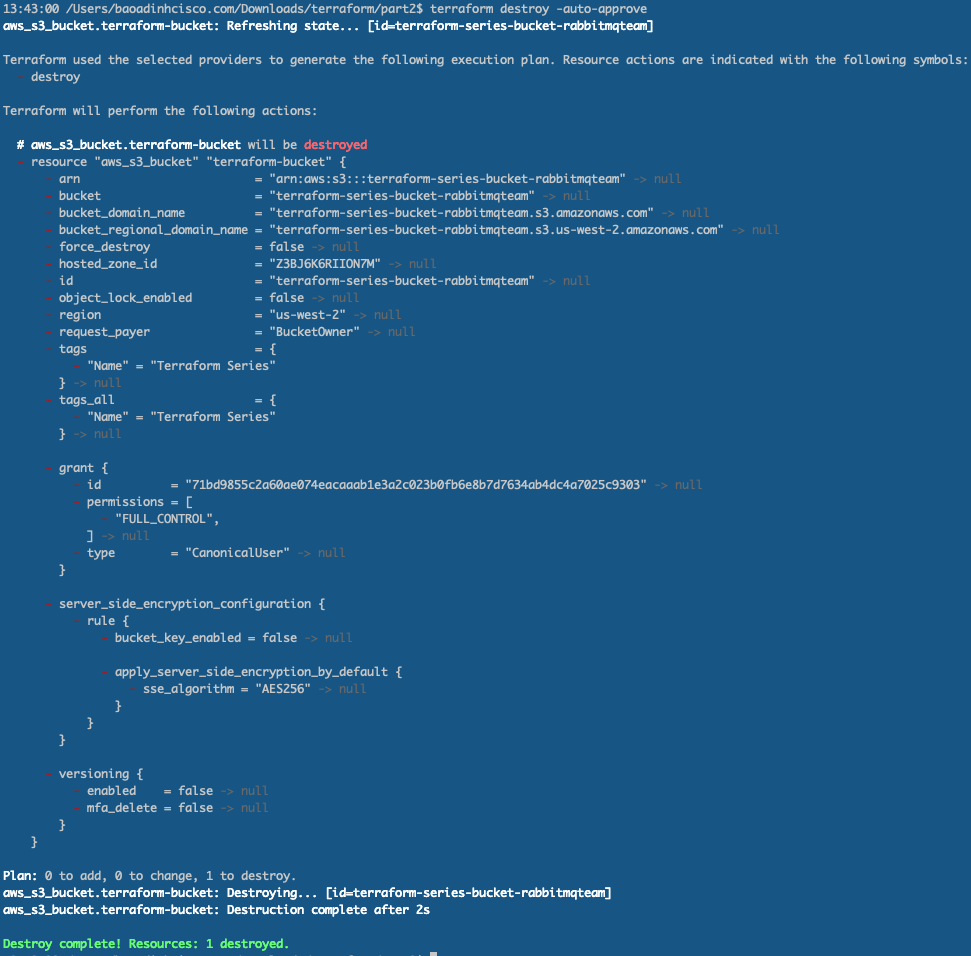 13:43:00 /Users/baoadinhcisco.com/Downloads/terraform/part2$ terraform destroy -auto-approve
aws_s3_bucket.terraform-bucket: Refreshing state... [id=terraform-series-bucket-rabbitmqteam]
Terraform used the selected providers to generate the following execution plan. Resource actions are indicated with the following symbols:
  - destroy
Terraform will perform the following actions:
  # aws_s3_bucket.terraform-bucket will be destroyed
  - resource "aws_s3_bucket" "terraform-bucket" {
      - arn                         = "arn:aws:s3:::terraform-series-bucket-rabbitmqteam" -> null
      - bucket                      = "terraform-series-bucket-rabbitmqteam" -> null
      - bucket_domain_name          = "terraform-series-bucket-rabbitmqteam.s3.amazonaws.com" -> null
      - bucket_regional_domain_name = "terraform-series-bucket-rabbitmqteam.s3.us-west-2.amazonaws.com" -> null
      - force_destroy               = false -> null
      - hosted_zone_id              = "Z3BJ6K6RIION7M" -> null
      - id                          = "terraform-series-bucket-rabbitmqteam" -> null
      - object_lock_enabled         = false -> null
      - region                      = "us-west-2" -> null
      - request_payer               = "BucketOwner" -> null
      - tags                        = {
          - "Name" = "Terraform Series"
        } -> null
      - tags_all                    = {
          - "Name" = "Terraform Series"
        } -> null
      - grant {
          - id          = "71bd9855c2a60ae074eacaaab1e3a2c023b0fb6e8b7d7634ab4dc4a7025c9303" -> null
          - permissions = [
              - "FULL_CONTROL",
            ] -> null
          - type        = "CanonicalUser" -> null
        }
      - server_side_encryption_configuration {
          - rule {
              - bucket_key_enabled = false -> null
              - apply_server_side_encryption_by_default {
                  - sse_algorithm = "AES256" -> null
                }
            }
        }
      - versioning {
          - enabled    = false -> null
          - mfa_delete = false -> null
        }
    }
Plan: 0 to add, 0 to change, 1 to destroy.
aws_s3_bucket.terraform-bucket: Destroying... [id=terraform-series-bucket-rabbitmqteam]
aws_s3_bucket.terraform-bucket: Destruction complete after 2s
Destroy complete! Resources: 1 destroyed.